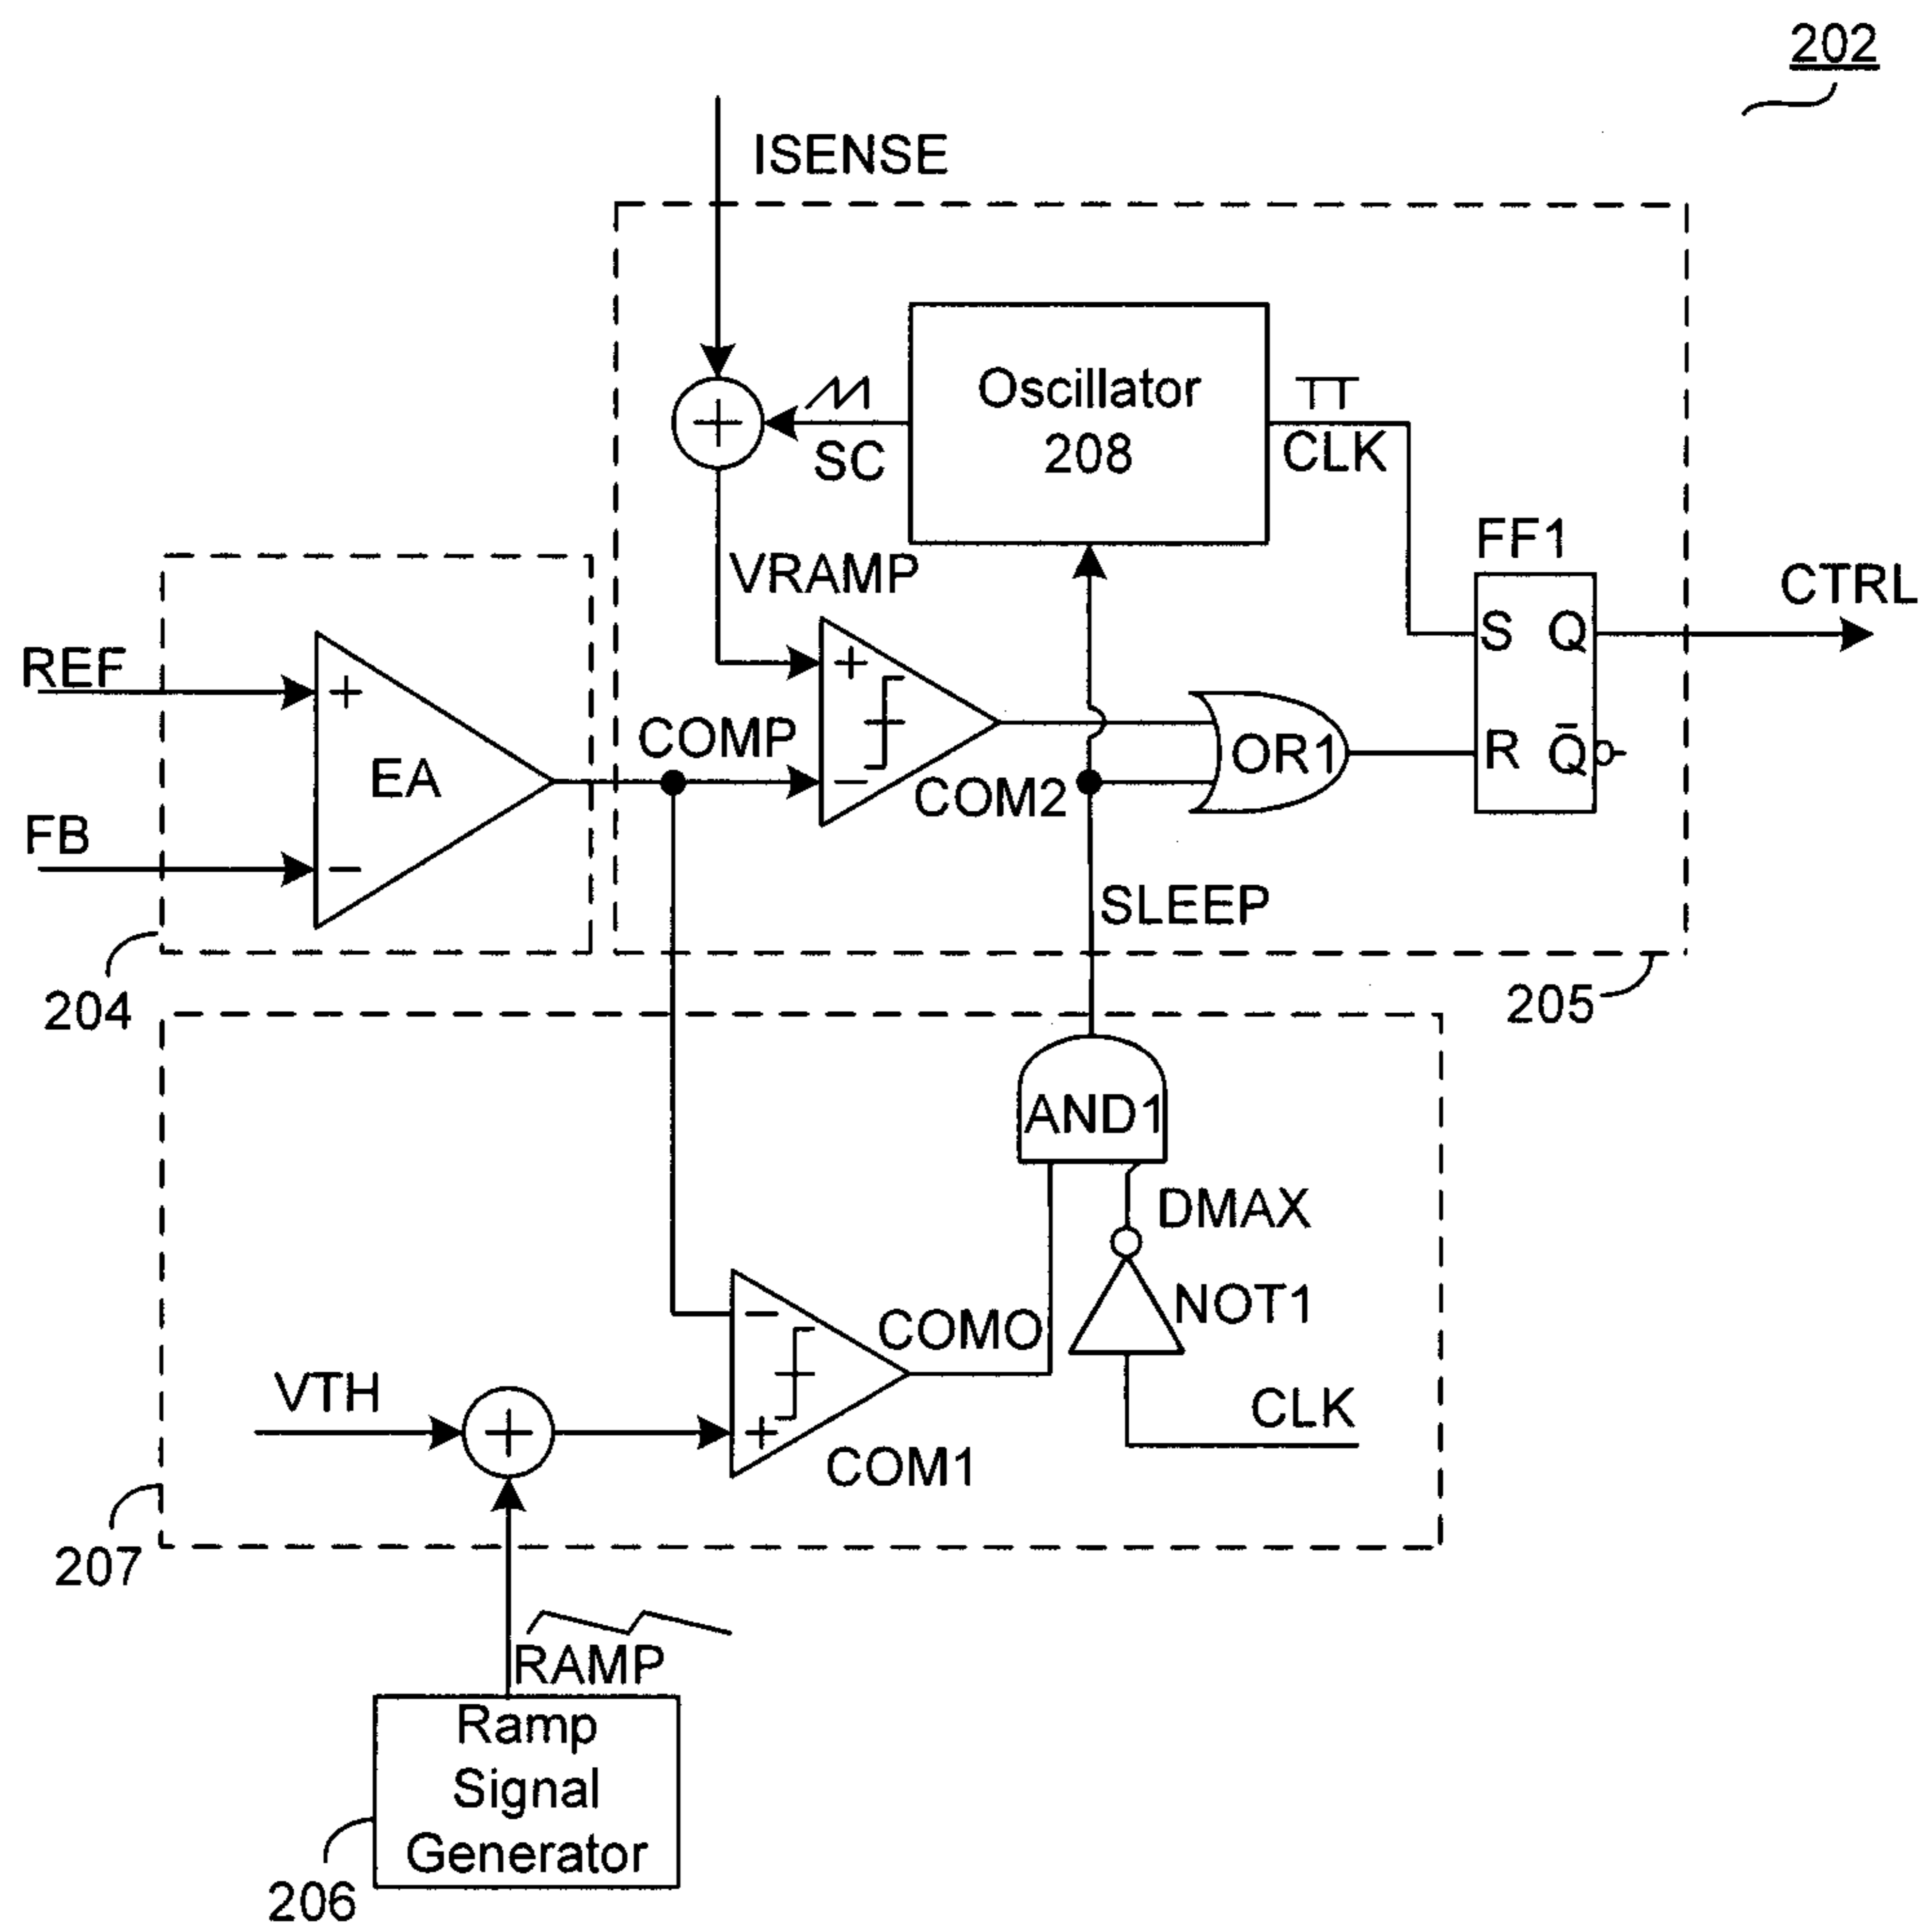 202
ISENSE
Oscillator
208
SC
CLK
FF1
VRAMP
CTRL
S Q
REF
+
COMP
+
EA
OR1
R Q̅
FB
−
−
COM2
SLEEP
204
205
AND1
DMAX
NOT1
−
COMO
VTH
+
CLK
COM1
207
RAMP
Ramp
Signal
Generator
206